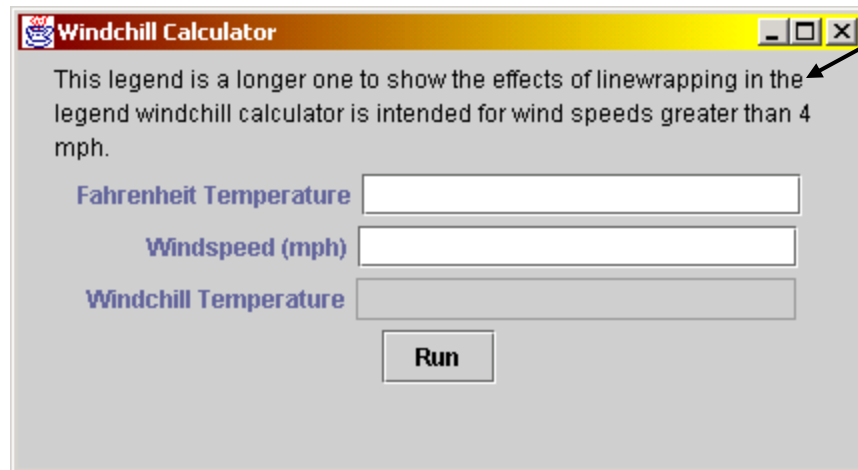 Windchill Calculator
This legend is a longer one to show the effects of linewrapping in the
legend windchill calculator is intended for wind speeds greater than 4
mph.
Fahrenheit Temperature
Windspeed (mph)
Windchill Temperature
Run